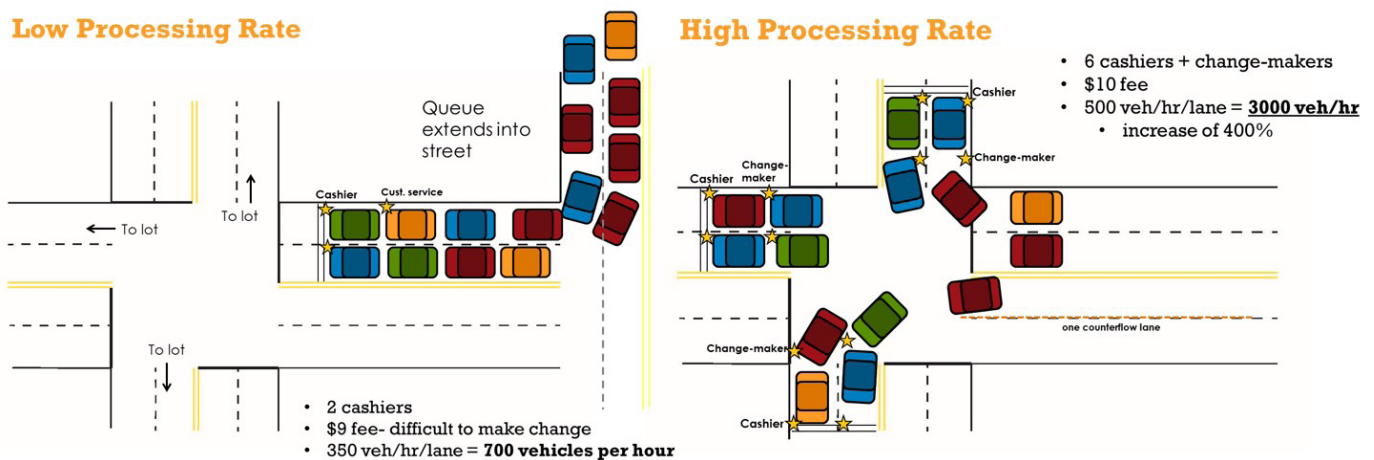 Low Processing Rate
Queue
extends into
street
Cashier
Cust. service
To lot
To lot
To lot
• 2 cashiers
• $9 fee- difficult to make change
• 350 veh/hr/lane = 700 vehicles per hour
High Processing Rate
• 6 cashiers + change-makers
• $10 fee
• 500 veh/hr/lane = 3000 veh/hr
• increase of 400%
Cashier
Change-maker
Cashier
Change-
maker
one counterflow lane
Change-maker
Cashier